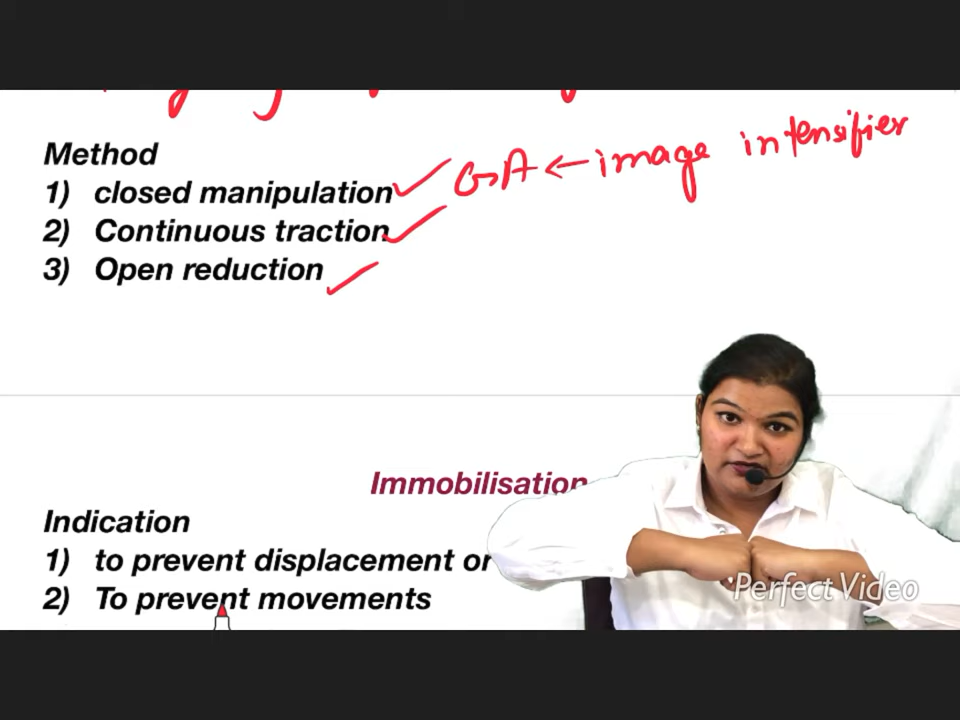 Method
1) closed manipulation
GA ← image intensifier
2) Continuous traction
3) Open reduction
Immobilisation
Indication
1) to prevent displacement or
2) To prevent movements
Perfect Video